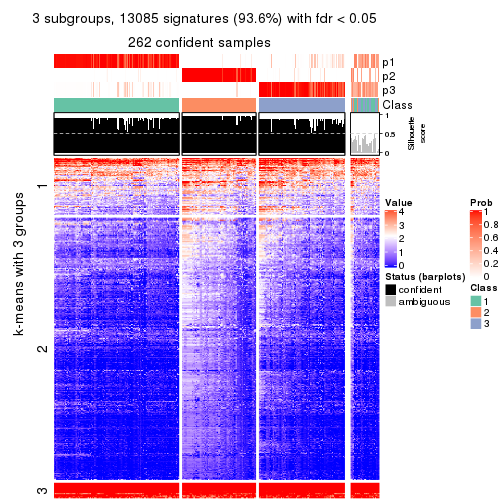 3 subgroups, 13085 signatures (93.6%) with fdr < 0.05
262 confident samples
p1
p2
p3
Class
1
0.5
0
Silhouette
score
k-means with 3 groups
1
2
3
Value
4
3
2
1
0
Status (barplots)
confident
ambiguous
Prob
1
0.8
0.6
0.4
0.2
0
Class
1
2
3